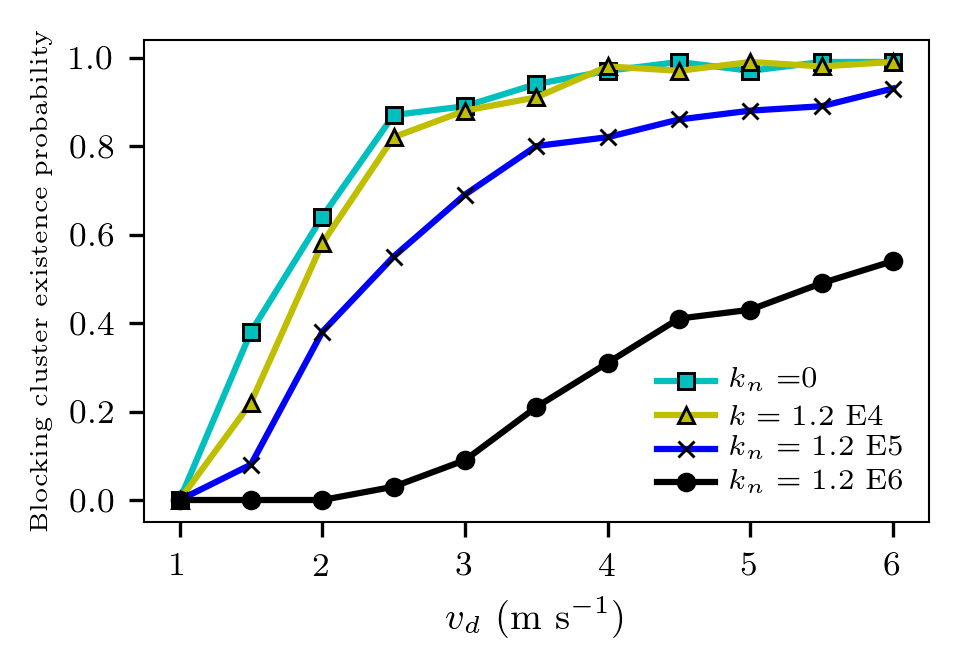 Blocking cluster existence probability
1.0
0.8
0.6
0.4
0.2
0.0
k_n =0
k = 1.2 E4
k_n = 1.2 E5
k_n = 1.2 E6
1 2 3 4 5 6
v_d (m s⁻¹)